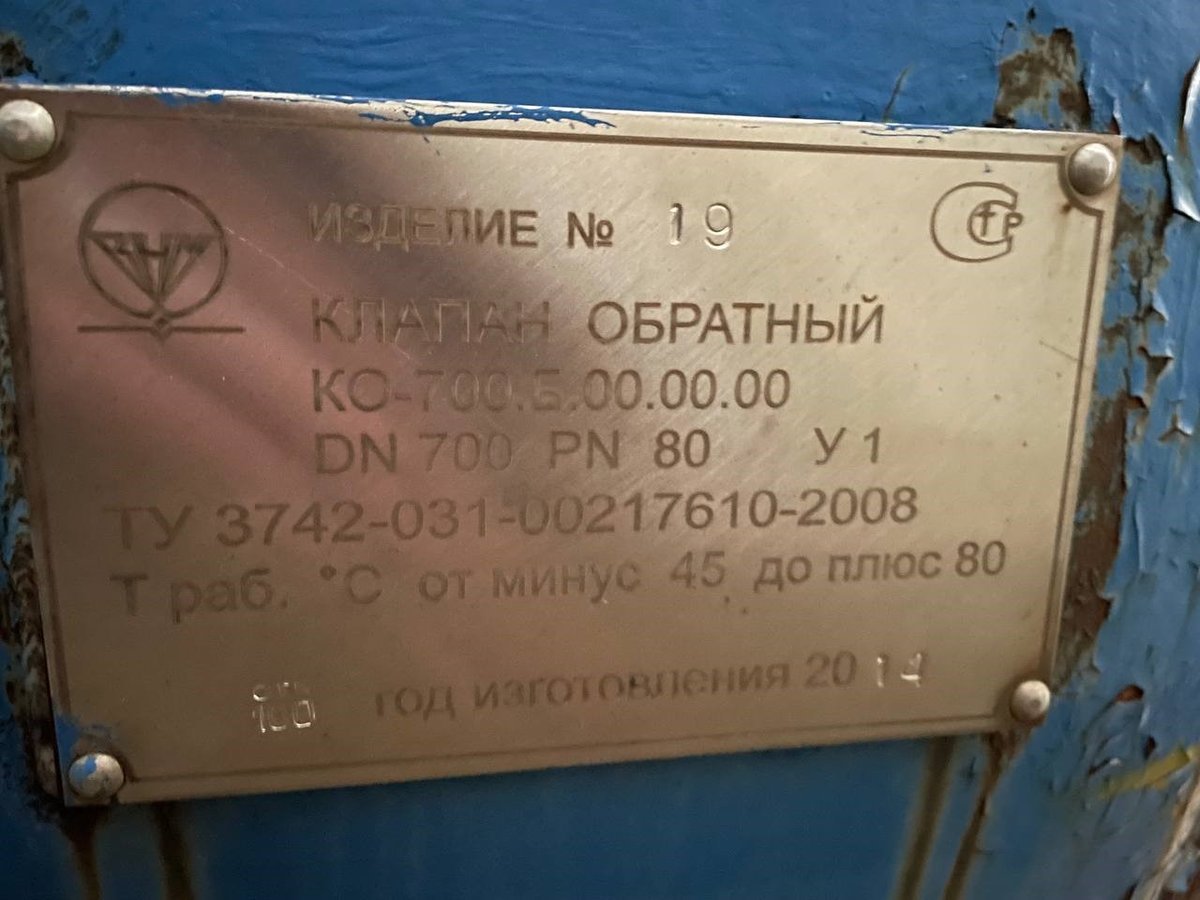 ИЗДЕЛИЕ № 19
КЛАПАН ОБРАТНЫЙ
КО-700.Б.00.00.00
DN 700 PN 80 У 1
ТУ 3742-031-00217610-2008
Т раб. °С от минус 45 до плюс 80
год изготовления 2014